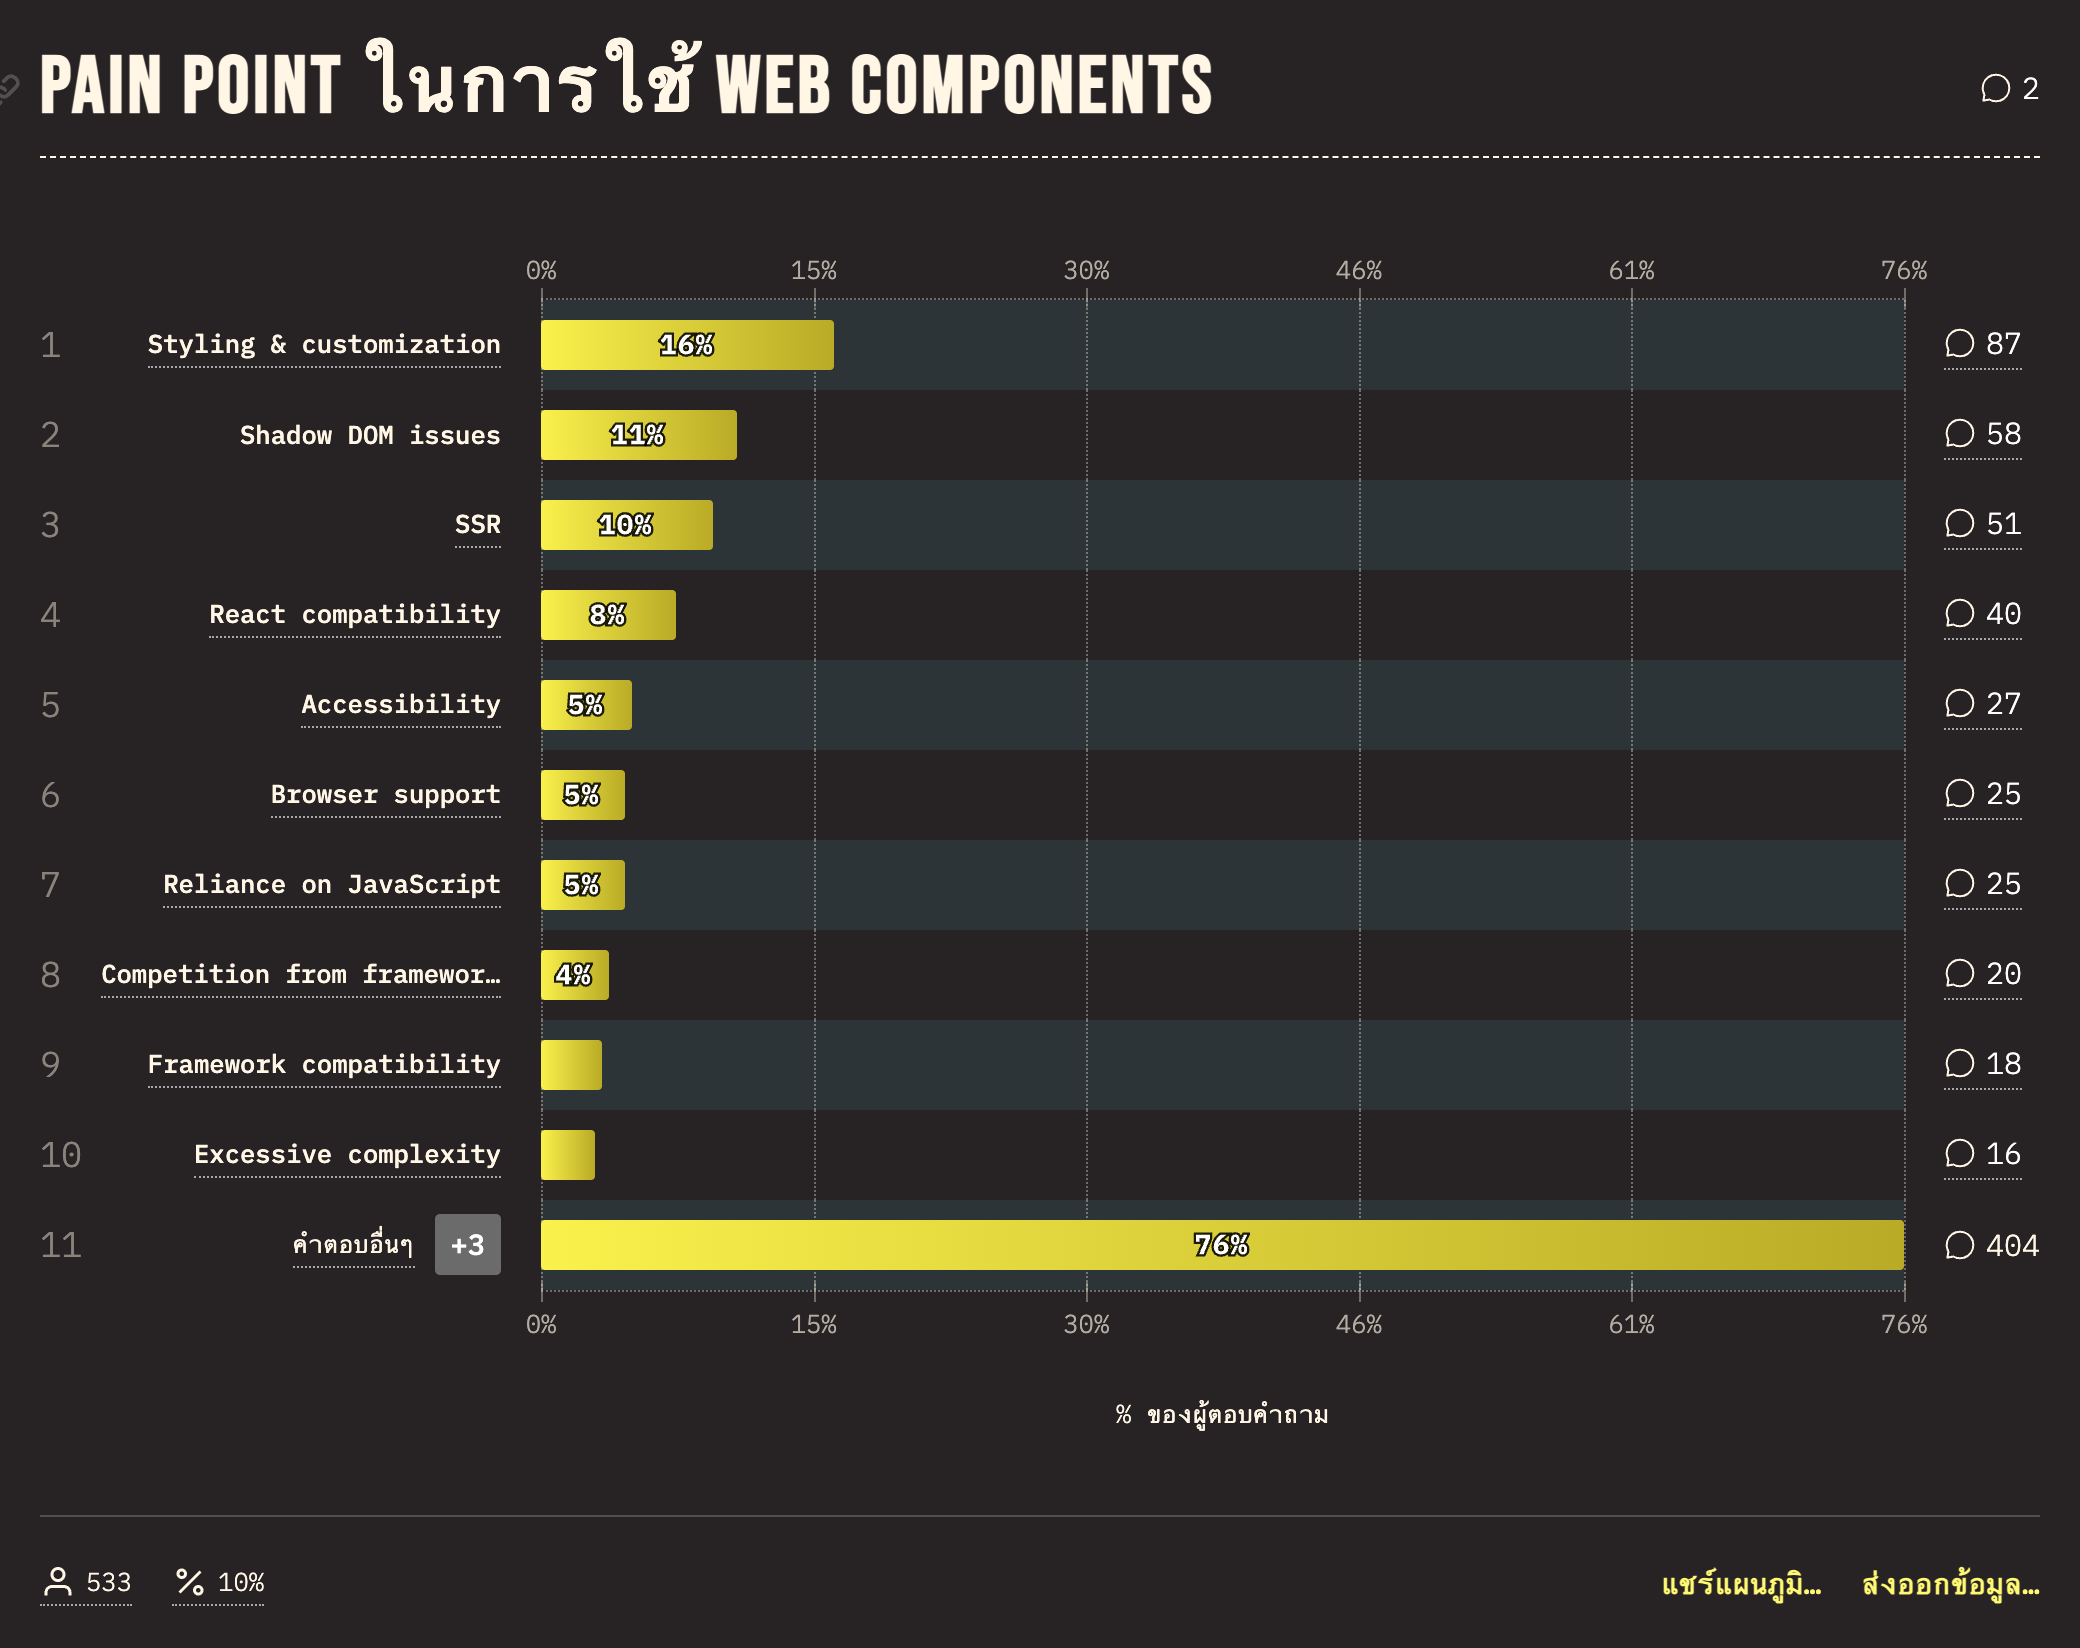 PAIN POINT ในการใช้ WEB COMPONENTS
2
0% 15% 30% 46% 61% 76%
1 Styling & customization 16% 87
2 Shadow DOM issues 11% 58
3 SSR 10% 51
4 React compatibility 8% 40
5 Accessibility 5% 27
6 Browser support 5% 25
7 Reliance on JavaScript 5% 25
8 Competition from framewor… 4% 20
9 Framework compatibility 18
10 Excessive complexity 16
11 คำตอบอื่นๆ +3 76% 404
0% 15% 30% 46% 61% 76%
% ของผู้ตอบคำถาม
533 10% แชร์แผนภูมิ… ส่งออกข้อมูล…